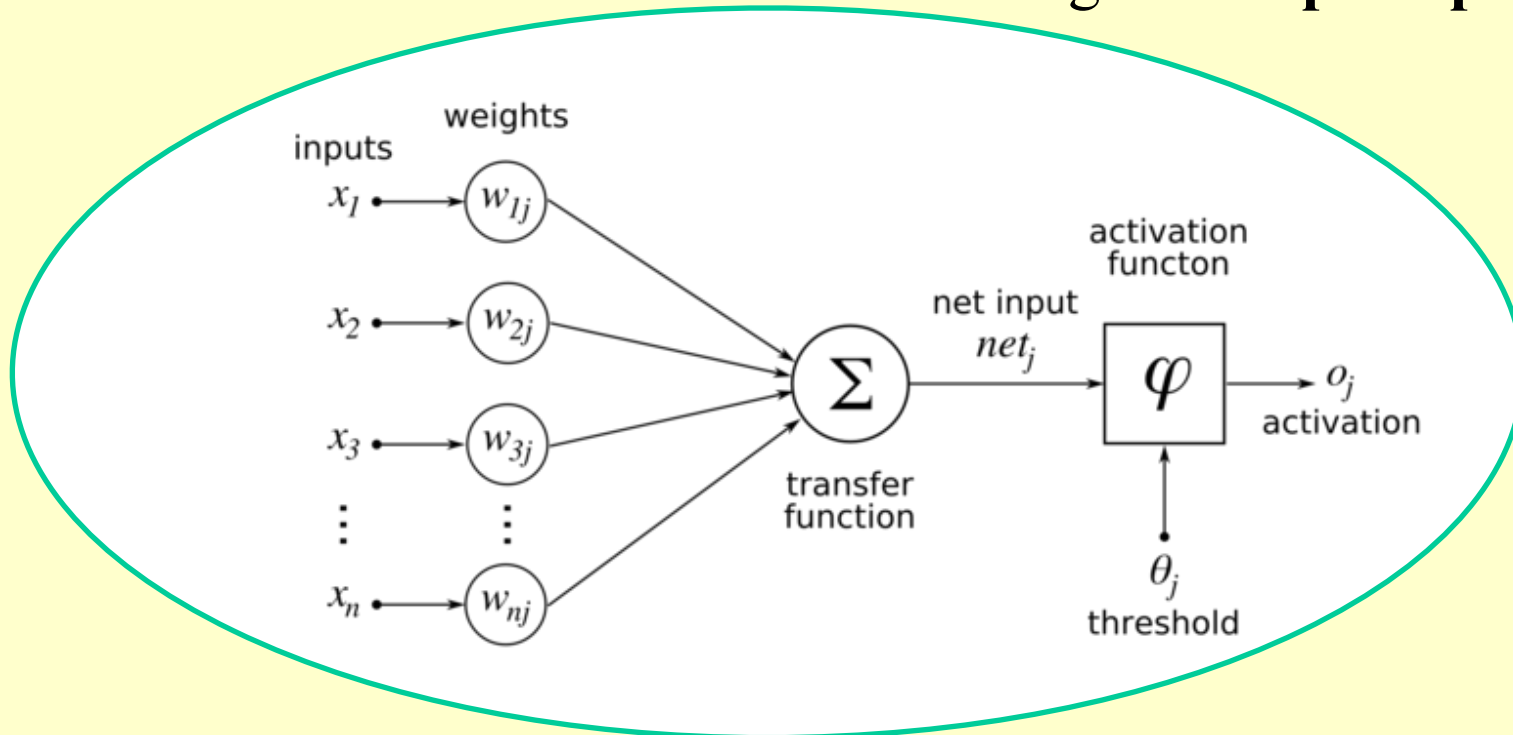 weights
inputs
x1 w1j
activation
functon
x2 w2j
net input
netj
Σ φ oj
activation
x3 w3j
transfer
function
⋮ ⋮
θj
xn wnj
threshold